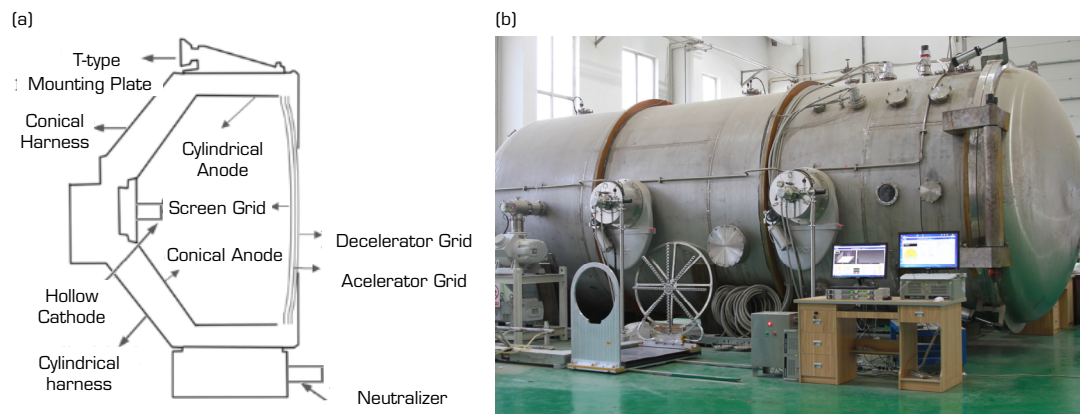 (a)
(b)
T-type
Mounting Plate
Conical
Harness
Cylindrical
Anode
Screen Grid
Decelerator Grid
Conical Anode
Acelerator Grid
Hollow
Cathode
Cylindrical
harness
Neutralizer